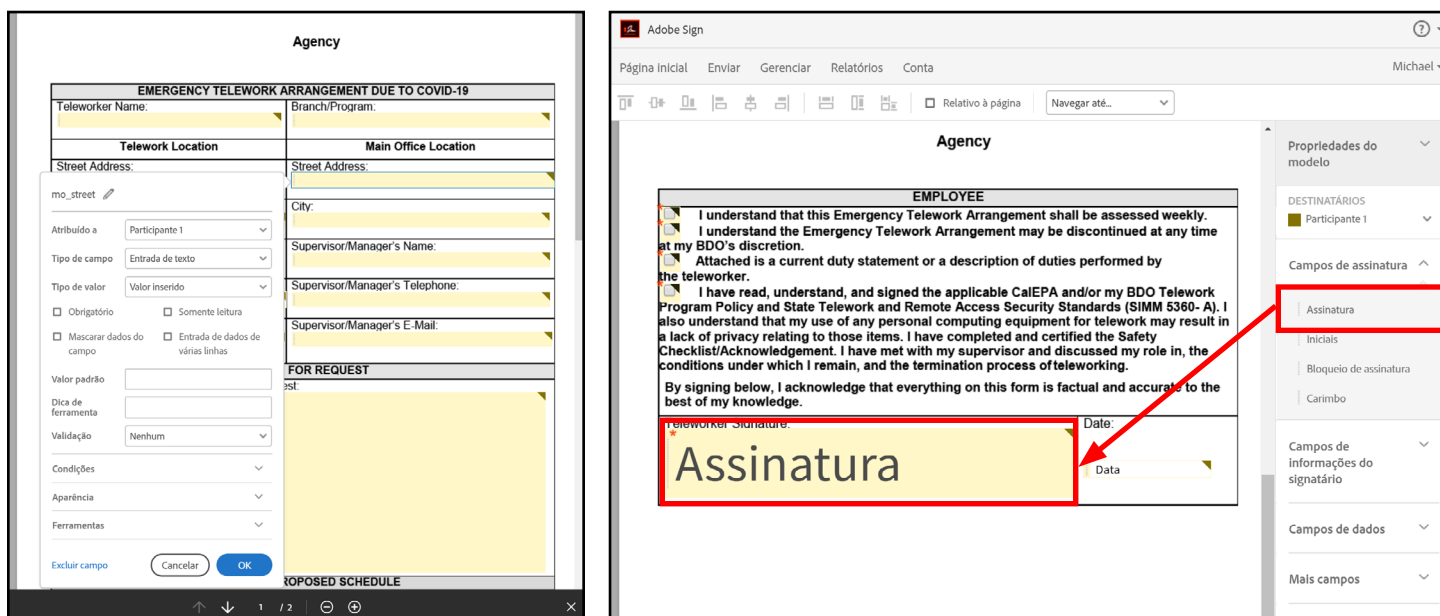 Agency
EMERGENCY TELEWORK ARRANGEMENT DUE TO COVID-19
Teleworker Name:
Branch/Program:
Telework Location
Main Office Location
Street Address:
Street Address:
mo_street
City:
Atribuído a
Participante 1
Supervisor/Manager's Name:
Tipo de campo
Entrada de texto
Tipo de valor
Valor inserido
Supervisor/Manager's Telephone:
Obrigatório
Somente leitura
Mascarar dados do
campo
Entrada de dados de
várias linhas
Supervisor/Manager's E-Mail:
FOR REQUEST
est:
Valor padrão
Dica de
ferramenta
Validação
Nenhum
Condições
Aparência
Ferramentas
Excluir campo
Cancelar
OK
ROPOSED SCHEDULE
1 / 2
Adobe Sign
Página inicial
Enviar
Gerenciar
Relatórios
Conta
Michael
Relativo à página
Navegar até...
Agency
EMPLOYEE
* I understand that this Emergency Telework Arrangement shall be assessed weekly.
* I understand the Emergency Telework Arrangement may be discontinued at any time
at my BDO's discretion.
* Attached is a current duty statement or a description of duties performed by
the teleworker.
* I have read, understand, and signed the applicable CalEPA and/or my BDO Telework
Program Policy and State Telework and Remote Access Security Standards (SIMM 5360- A). I
also understand that my use of any personal computing equipment for telework may result in
a lack of privacy relating to those items. I have completed and certified the Safety
Checklist/Acknowledgement. I have met with my supervisor and discussed my role in, the
conditions under which I remain, and the termination process of teleworking.
By signing below, I acknowledge that everything on this form is factual and accurate to the
best of my knowledge.
Teleworker Signature:
Date:
*
Assinatura
Data
Propriedades do
modelo
DESTINATÁRIOS
Participante 1
Campos de assinatura
Assinatura
Iniciais
Bloqueio de assinatura
Carimbo
Campos de
informações do
signatário
Campos de dados
Mais campos